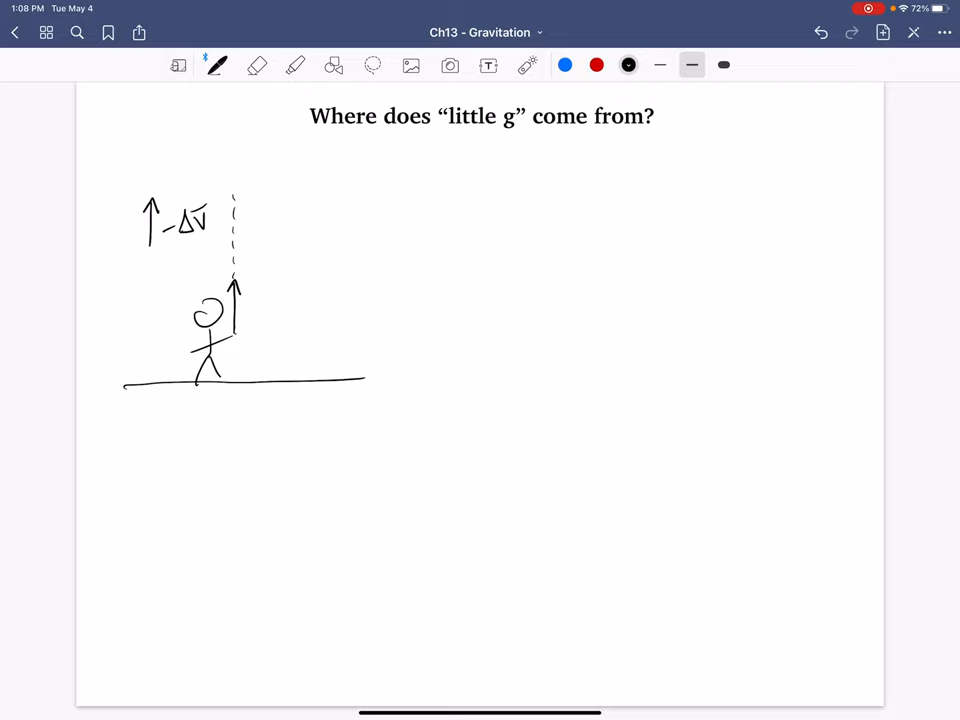 1:08 PM Tue May 4
72%
Ch13 - Gravitation
T
Where does “little g” come from?
-ΔV̄